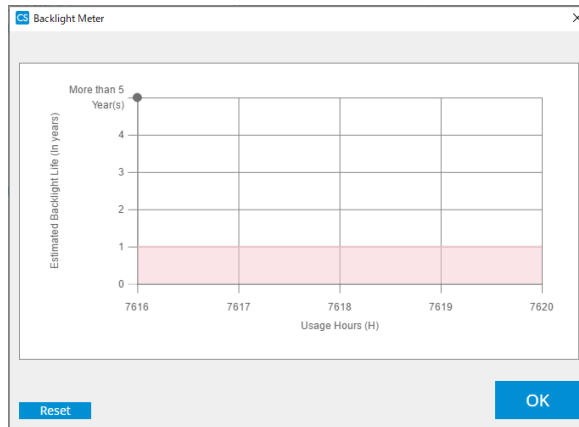 CS Backlight Meter
More than 5
Year(s)
4
3
2
1
0
Estimated Backlight Life (In years)
7616 7617 7618 7619 7620
Usage Hours (H)
Reset
OK